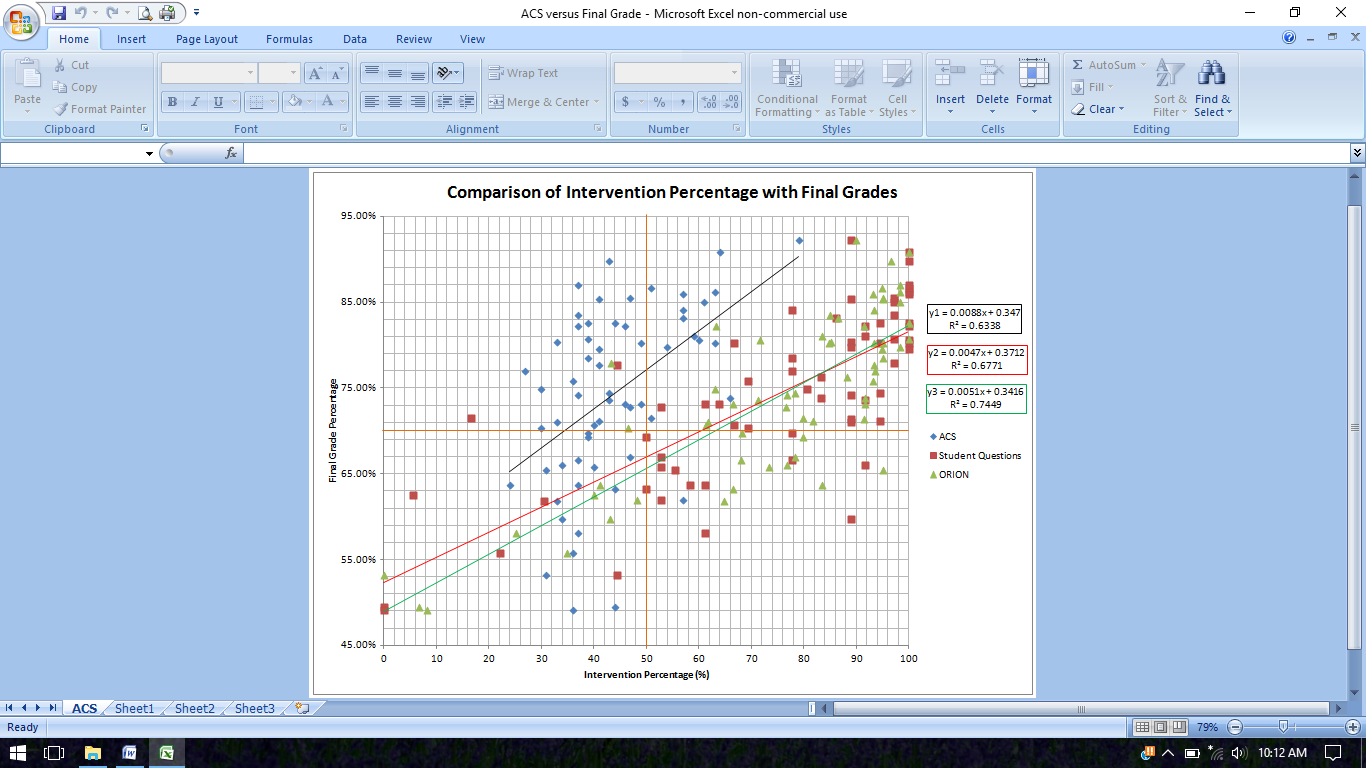 ACS versus Final Grade - Microsoft Excel non-commercial use
Home Insert Page Layout Formulas Data Review View
Paste
Cut
Copy
Format Painter
Clipboard
B I U
A A
A
Font
Wrap Text
Merge & Center
Alignment
$ % ,
.0 .00
.00 .0
Number
Conditional Formatting
Format as Table
Cell Styles
Styles
Insert Delete Format
Cells
Σ AutoSum
Fill
Clear
Sort & Filter
Find & Select
Editing
fx
Comparison of Intervention Percentage with Final Grades
95.00%
85.00%
75.00%
65.00%
55.00%
45.00%
Final Grade Percentage
0 10 20 30 40 50 60 70 80 90 100
Intervention Percentage (%)
y1 = 0.0088x + 0.347
R² = 0.6338
y2 = 0.0047x + 0.3712
R² = 0.6771
y3 = 0.0051x + 0.3416
R² = 0.7449
ACS
Student Questions
ORION
ACS Sheet1 Sheet2 Sheet3
Ready
79%
10:12 AM